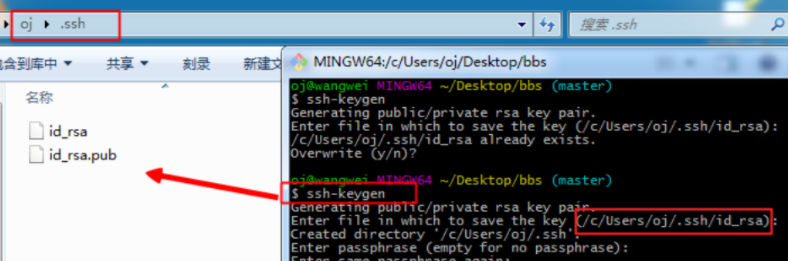 oj ▸ .ssh
搜索 .ssh
含到库中 共享 刻录 新建文
名称
id_rsa
id_rsa.pub
MINGW64:/c/Users/oj/Desktop/bbs
oj@wangwei MINGW64 ~/Desktop/bbs (master)
$ ssh-keygen
Generating public/private rsa key pair.
Enter file in which to save the key (/c/Users/oj/.ssh/id_rsa):
/c/Users/oj/.ssh/id_rsa already exists.
Overwrite (y/n)?
oj@wangwei MINGW64 ~/Desktop/bbs (master)
$ ssh-keygen
Generating public/private rsa key pair.
Enter file in which to save the key (/c/Users/oj/.ssh/id_rsa):
Created directory '/c/Users/oj/.ssh'.
Enter passphrase (empty for no passphrase):
Enter same passphrase again: